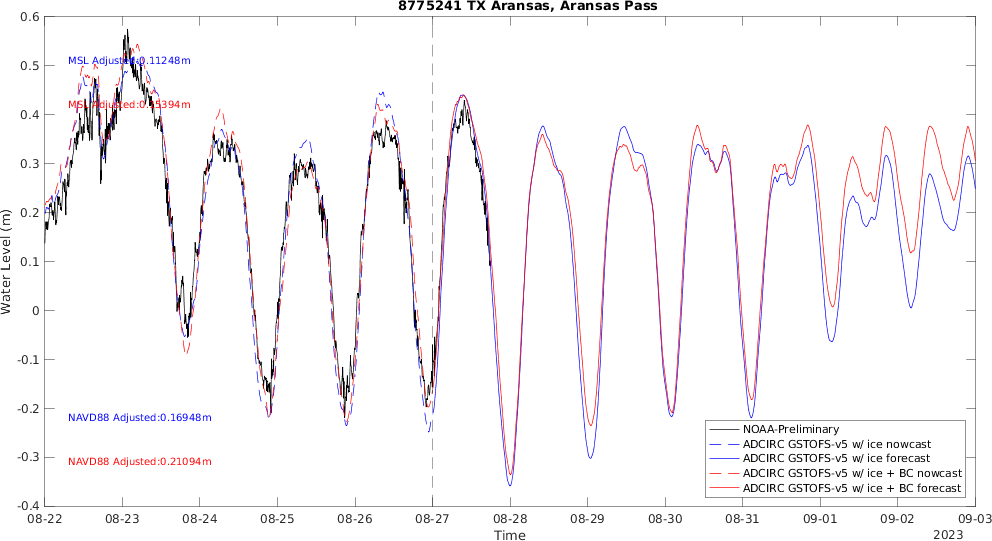 8775241 TX Aransas, Aransas Pass
Water Level (m)
0.6
0.5
0.4
0.3
0.2
0.1
0
-0.1
-0.2
-0.3
-0.4
MSL Adjusted:0.11248m
MSL Adjusted:0.15394m
NAVD88 Adjusted:0.16948m
NAVD88 Adjusted:0.21094m
NOAA-Preliminary
ADCIRC GSTOFS-v5 w/ ice nowcast
ADCIRC GSTOFS-v5 w/ ice forecast
ADCIRC GSTOFS-v5 w/ ice + BC nowcast
ADCIRC GSTOFS-v5 w/ ice + BC forecast
08-22 08-23 08-24 08-25 08-26 08-27 08-28 08-29 08-30 08-31 09-01 09-02 09-03
Time
2023